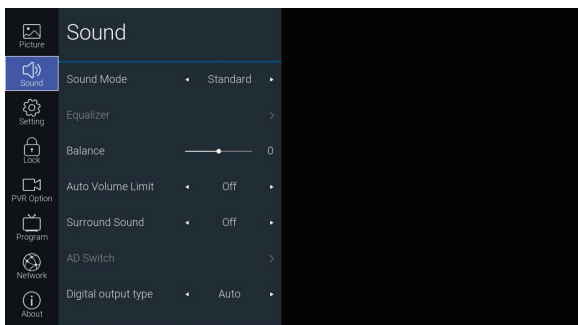 Picture
Sound
Setting
Lock
PVR Option
Program
Network
About
Sound
Sound Mode Standard
Equalizer
Balance 0
Auto Volume Limit Off
Surround Sound Off
AD Switch
Digital output type Auto